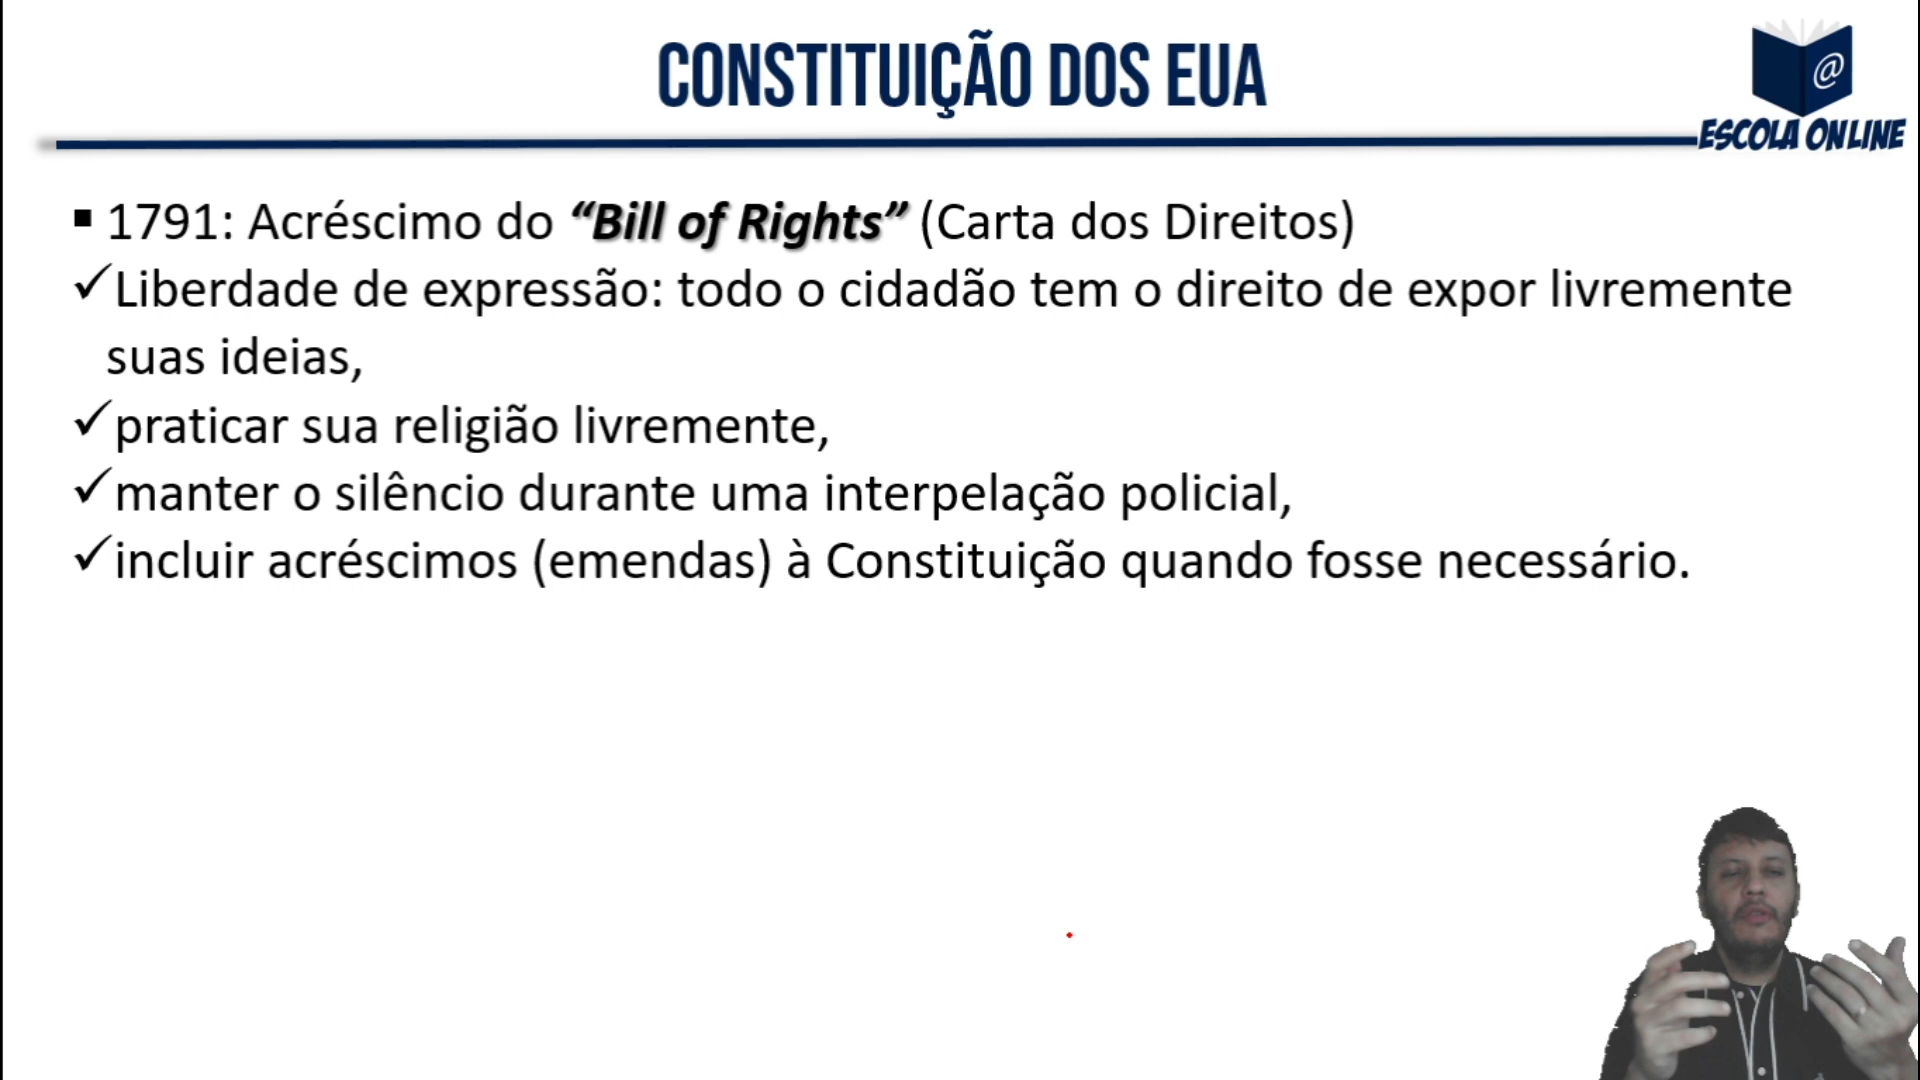 CONSTITUIÇÃO DOS EUA
@
ESCOLA ONLINE
▪ 1791: Acréscimo do “Bill of Rights” (Carta dos Direitos)
✓Liberdade de expressão: todo o cidadão tem o direito de expor livremente
suas ideias,
✓praticar sua religião livremente,
✓manter o silêncio durante uma interpelação policial,
✓incluir acréscimos (emendas) à Constituição quando fosse necessário.